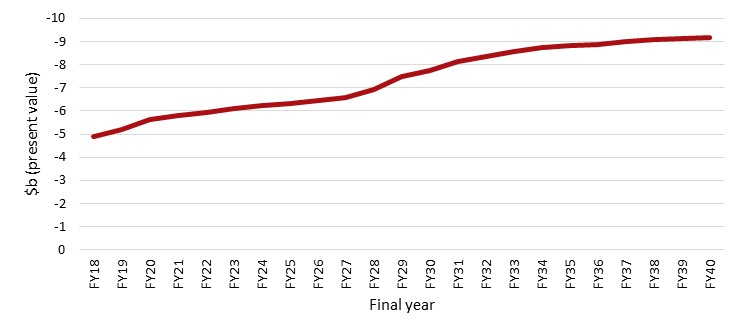 -10
-9
-8
-7
-6
-5
-4
-3
-2
-1
0
$b (present value)
FY18
FY19
FY20
FY21
FY22
FY23
FY24
FY25
FY26
FY27
FY28
FY29
FY30
FY31
FY32
FY33
FY34
FY35
FY36
FY37
FY38
FY39
FY40
Final year